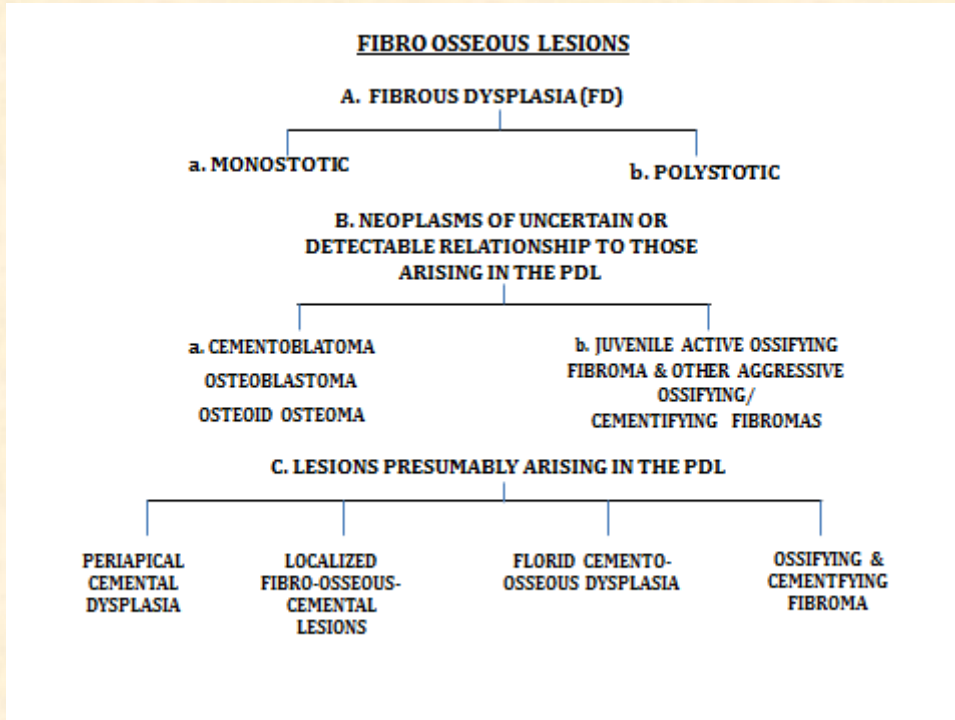 FIBRO OSSEOUS LESIONS
A. FIBROUS DYSPLASIA (FD)
a. MONOSTOTIC
b. POLYSTOTIC
B. NEOPLASMS OF UNCERTAIN OR
DETECTABLE RELATIONSHIP TO THOSE
ARISING IN THE PDL
a. CEMENTOBLATOMA
OSTEOBLASTOMA
OSTEOID OSTEOMA
b. JUVENILE ACTIVE OSSIFYING
FIBROMA & OTHER AGGRESSIVE
OSSIFYING/
CEMENTIFYING FIBROMAS
C. LESIONS PRESUMABLY ARISING IN THE PDL
PERIAPICAL
CEMENTAL
DYSPLASIA
LOCALIZED
FIBRO-OSSEOUS-
CEMENTAL
LESIONS
FLORID CEMENTO-
OSSEOUS DYSPLASIA
OSSIFYING &
CEMENTFYING
FIBROMA